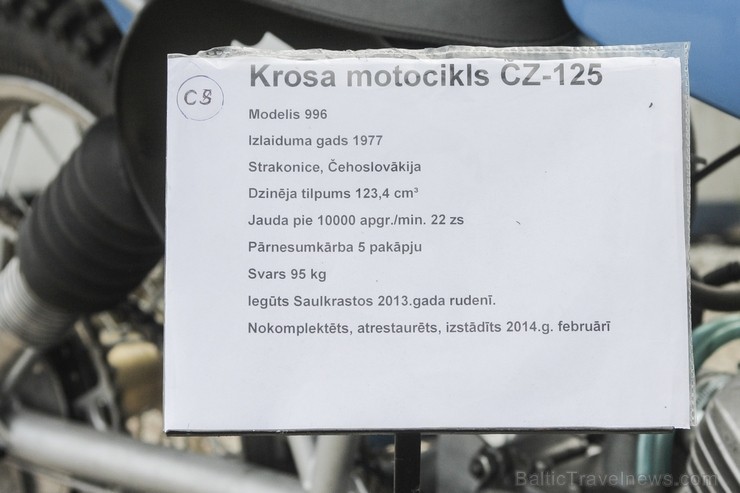 Krosa motocikls ČZ-125
СВ
Modelis 996
Izlaiduma gads 1977
Strakonice, Čehoslovākija
Dzinēja tilpums 123,4 cm³
Jauda pie 10000 apgr./min. 22 zs
Pārnesumkārba 5 pakāpju
Svars 95 kg
Iegūts Saulkrastos 2013.gada rudenī.
Nokomplektēts, atrestaurēts, izstādīts 2014.g. februārī
BalticTravelnews.com